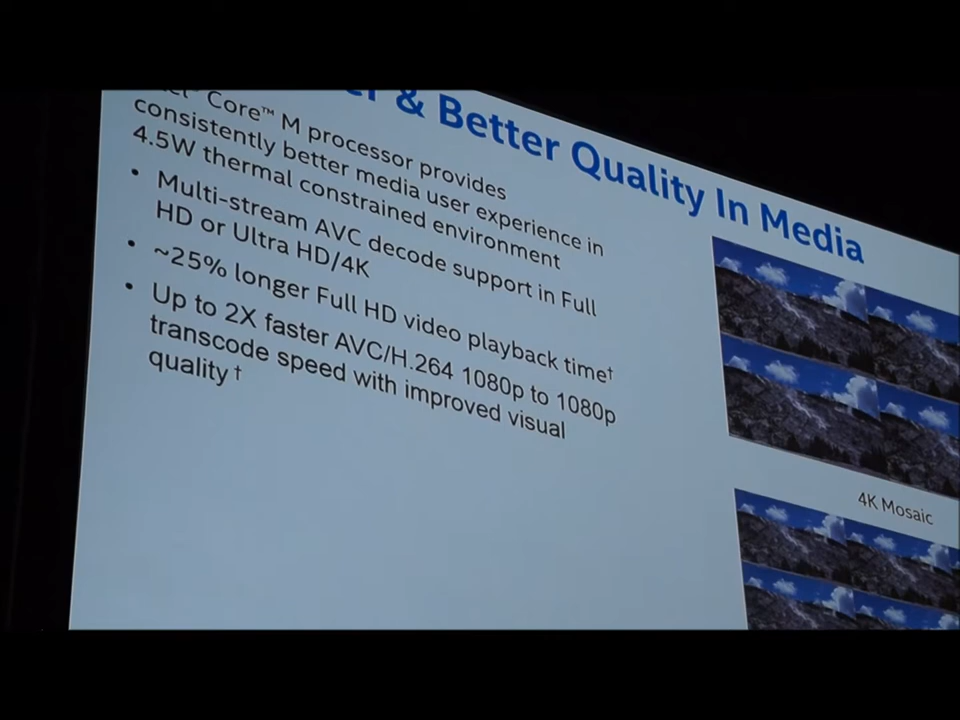 & Better Quality In Media
Core™ M processor provides
consistently better media user experience in
4.5W thermal constrained environment
• Multi-stream AVC decode support in Full
HD or Ultra HD/4K
• ~25% longer Full HD video playback time†
• Up to 2X faster AVC/H.264 1080p to 1080p
transcode speed with improved visual
quality†
4K Mosaic